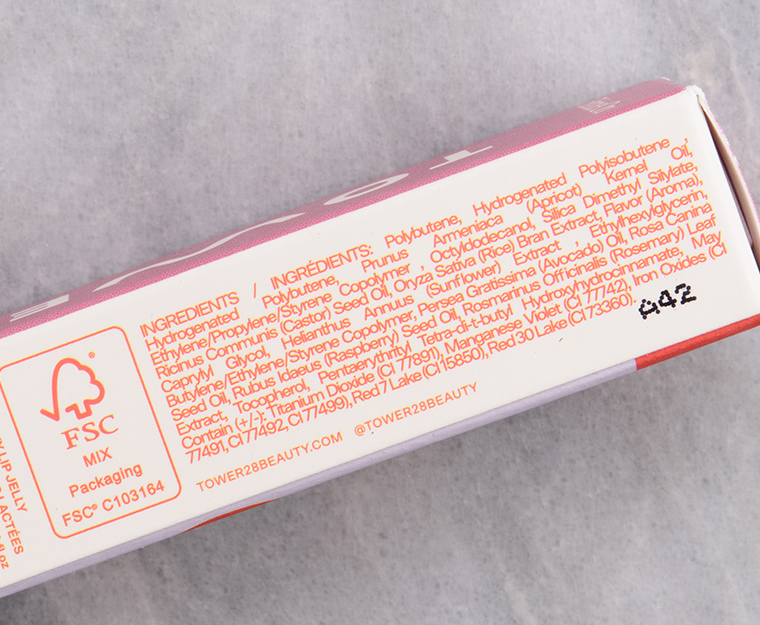 INGREDIENTS / INGRÉDIENTS: Polybutene, Hydrogenated Polyisobutene
Hydrogenated Polybutene, Prunus Armeniaca (Apricot) Kernel Oil,
Ethylene/Propylene/Styrene Copolymer, Octyldodecanol, Silica Dimethyl Silylate,
Ricinus Communis (Castor) Seed Oil, Oryza Sativa (Rice) Bran Extract, Flavor (Aroma),
Caprylyl Glycol, Helianthus Annuus (Sunflower) Extract , Ethylhexylglycerin,
Butylene/Ethylene/Styrene Copolymer, Persea Gratissima (Avocado) Oil, Rosa Canina
Seed Oil, Rubus Idaeus (Raspberry) Seed Oil, Rosmarinus Officinalis (Rosemary) Leaf
Extract, Tocopherol, Pentaerythrityl Tetra-di-t-butyl Hydroxyhydrocinnamate, May
Contain (+/-): Titanium Dioxide (CI 77891), Manganese Violet (CI 77742), Iron Oxides (CI
77491, CI 77492, CI 77499), Red 7 Lake (CI 15850), Red 30 Lake (CI 73360).
A42
TOWER28BEAUTY.COM @TOWER28BEAUTY
FSC
MIX
Packaging
FSC® C103164
LIP JELLY
LACTÉES
fl oz